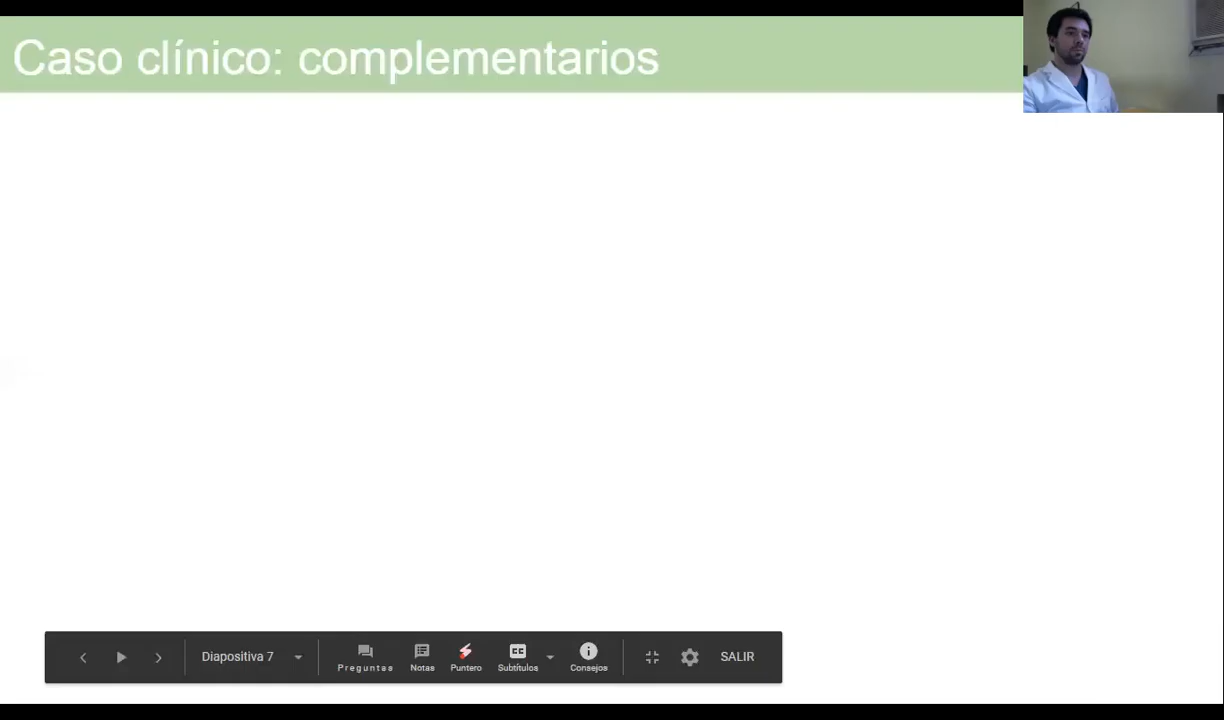 Caso clínico: complementarios
Diapositiva 7
Preguntas
Notas
Puntero
Subtítulos
Consejos
SALIR